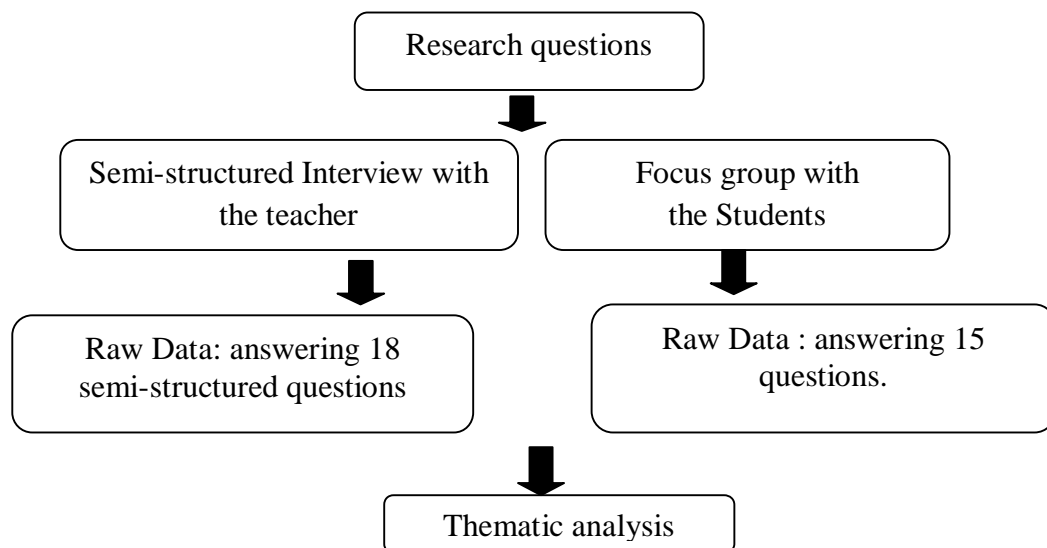 Research questions
Semi-structured Interview with
the teacher
Focus group with
the Students
Raw Data: answering 18
semi-structured questions
Raw Data : answering 15
questions.
Thematic analysis